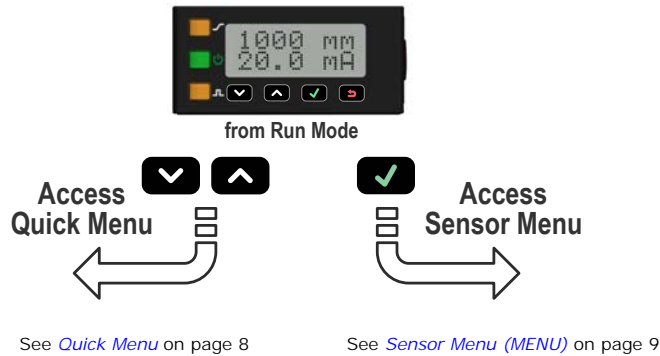 1000 mm
20.0 mA
from Run Mode
Access
Quick Menu
Access
Sensor Menu
See Quick Menu on page 8
See Sensor Menu (MENU) on page 9